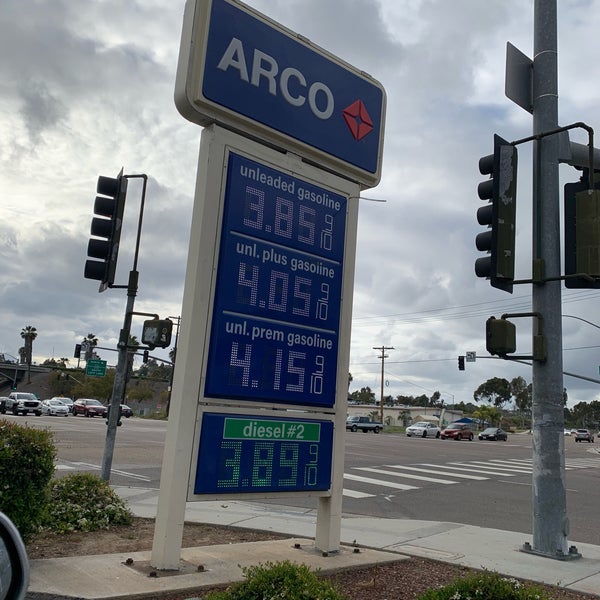 ARCO
unleaded gasoline
3.85 9/10
unl. plus gasoline
4.05 9/10
unl. prem gasoline
4.15 9/10
diesel #2
3.89 9/10